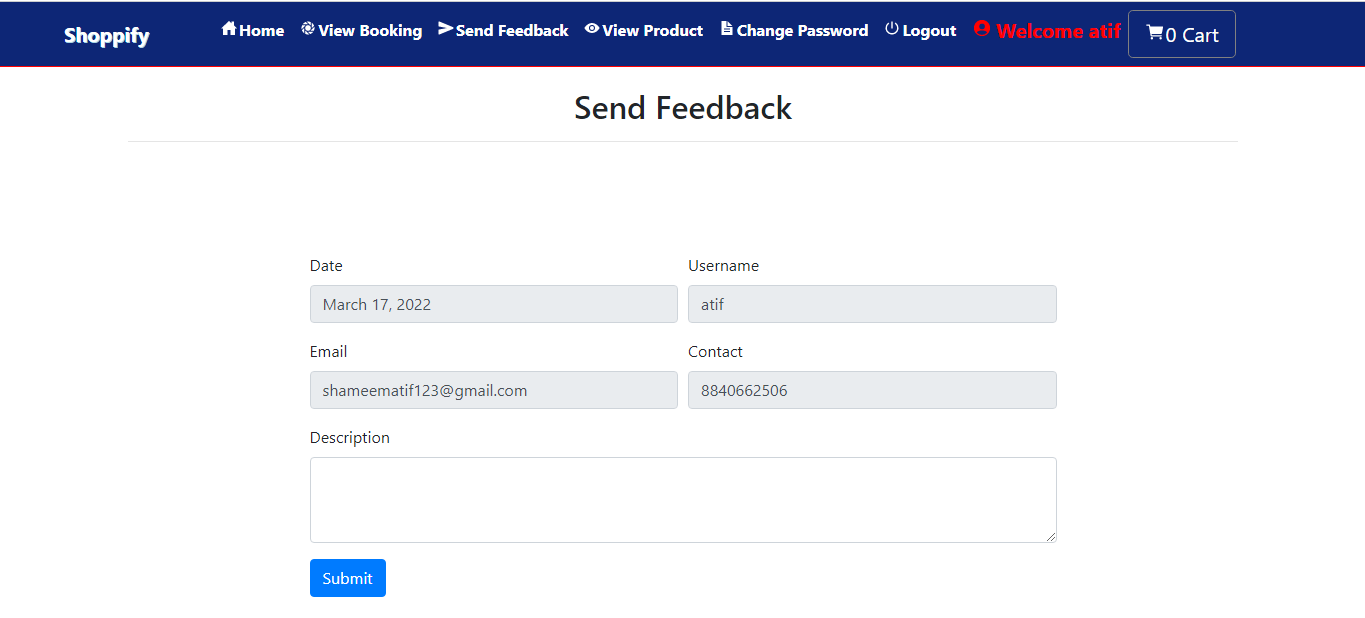 Shoppify Home View Booking Send Feedback View Product Change Password Logout Welcome atif 0 Cart
Send Feedback
Date Username
March 17, 2022 atif
Email Contact
shameematif123@gmail.com 8840662506
Description
Submit